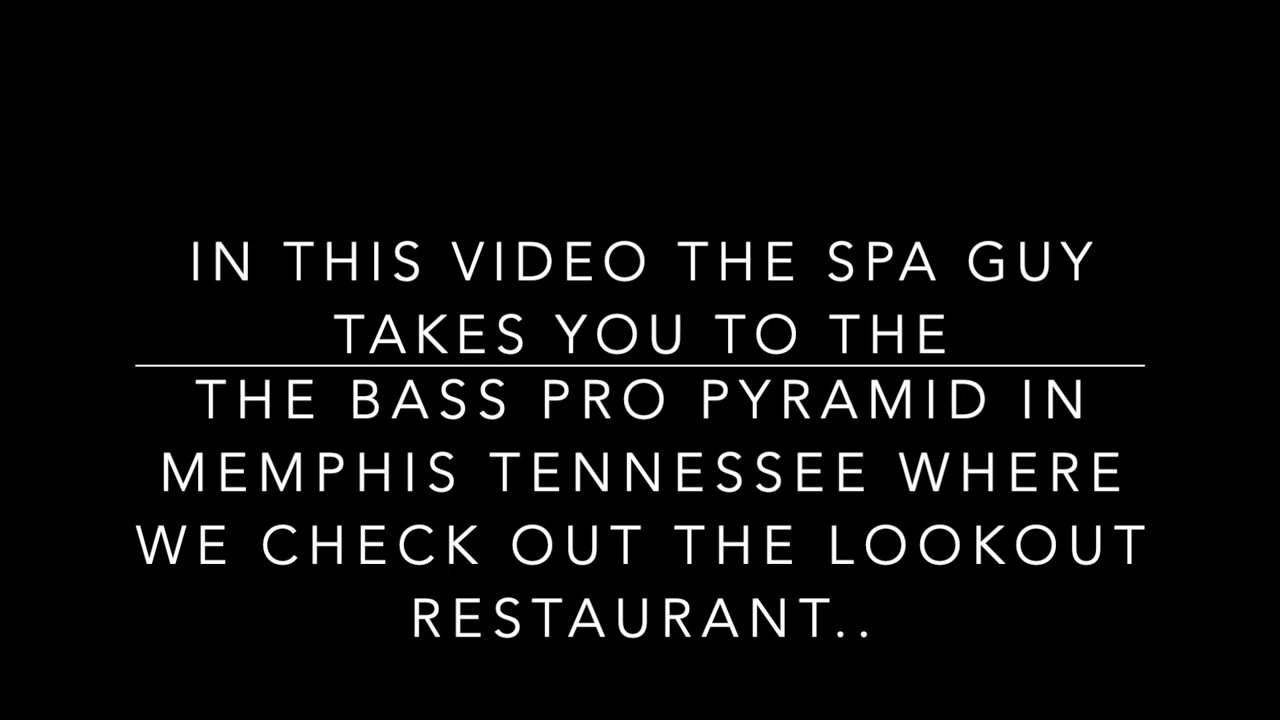 IN THIS VIDEO THE SPA GUY
TAKES YOU TO THE
THE BASS PRO PYRAMID IN
MEMPHIS TENNESSEE WHERE
WE CHECK OUT THE LOOKOUT
RESTAURANT..